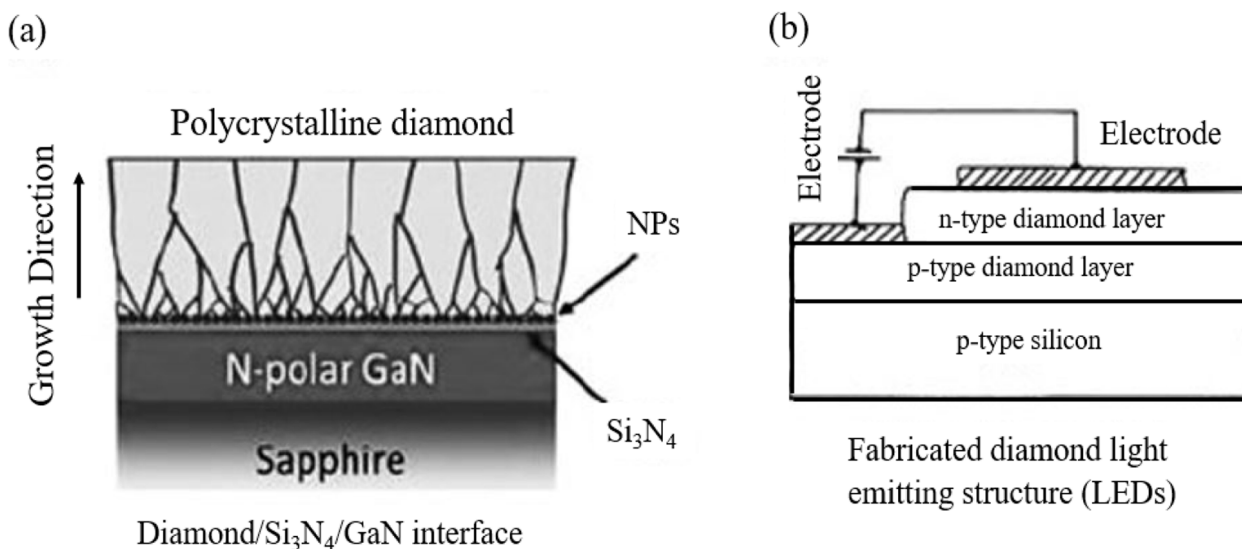 (a)
Polycrystalline diamond
Growth Direction
NPs
N-polar GaN
Si₃N₄
Sapphire
Diamond/Si₃N₄/GaN interface
(b)
Electrode
Electrode
n-type diamond layer
p-type diamond layer
p-type silicon
Fabricated diamond light
emitting structure (LEDs)